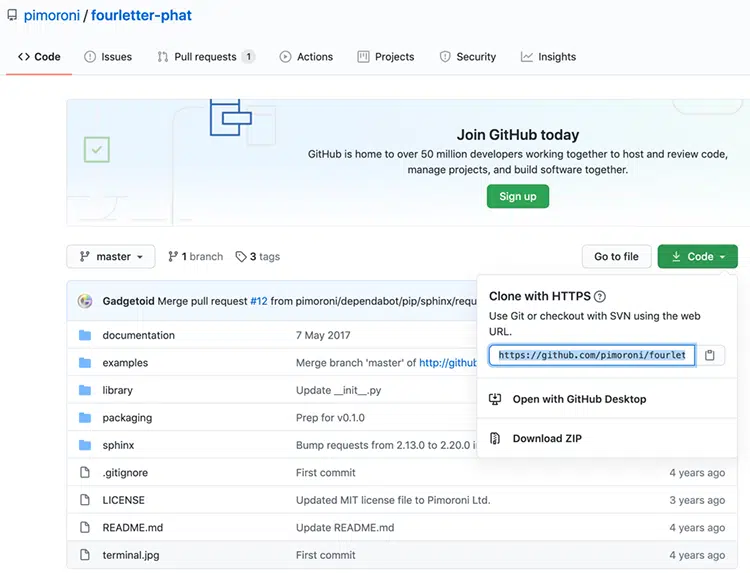 pimoroni / fourletter-phat
Code Issues Pull requests 1 Actions Projects Security Insights
Join GitHub today
GitHub is home to over 50 million developers working together to host and review code,
manage projects, and build software together.
Sign up
master 1 branch 3 tags Go to file Code
Clone with HTTPS
Use Git or checkout with SVN using the web
URL.
https://github.com/pimoroni/fourlet
Open with GitHub Desktop
Download ZIP
Gadgetoid Merge pull request #12 from pimoroni/dependabot/pip/sphinx/requ
documentation 7 May 2017
examples Merge branch 'master' of http://github
library Update __init__.py
packaging Prep for v0.1.0
sphinx Bump requests from 2.13.0 to 2.20.0
.gitignore First commit 4 years ago
LICENSE Updated MIT license file to Pimoroni Ltd. 3 years ago
README.md Update README.md 4 years ago
terminal.jpg First commit 4 years ago